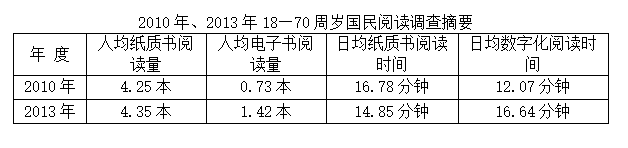 2010年、2013年18—70周岁国民阅读调查摘要
年 度 人均纸质书阅读量 人均电子书阅读量 日均纸质书阅读时间 日均数字化阅读时间
2010年 4.25本 0.73本 16.78分钟 12.07分钟
2013年 4.35本 1.42本 14.85分钟 16.64分钟